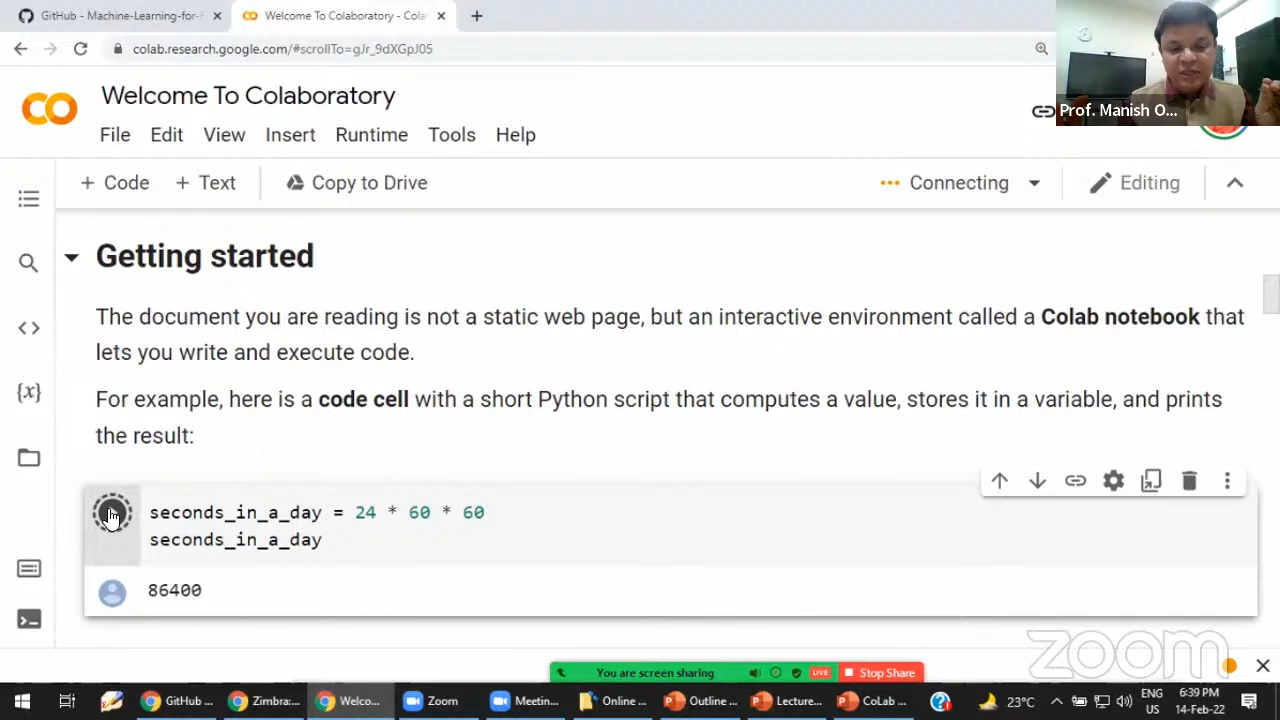 GitHub - Machine-Learning-for-
Welcome To Colaboratory - Cola
colab.research.google.com/#scrollTo=gJr_9dXGpJ05
Welcome To Colaboratory
Prof. Manish O...
File Edit View Insert Runtime Tools Help
+ Code + Text Copy to Drive Connecting Editing
Getting started
The document you are reading is not a static web page, but an interactive environment called a Colab notebook that
lets you write and execute code.
For example, here is a code cell with a short Python script that computes a value, stores it in a variable, and prints
the result:
seconds_in_a_day = 24 * 60 * 60
seconds_in_a_day
86400
zoom
You are screen sharing LIVE Stop Share
GitHub ... Zimbra:... Welco... Zoom Meetin... Online ... Outline ... Lecture... CoLab ... 23°C ENG 6:39 PM
US 14-Feb-22